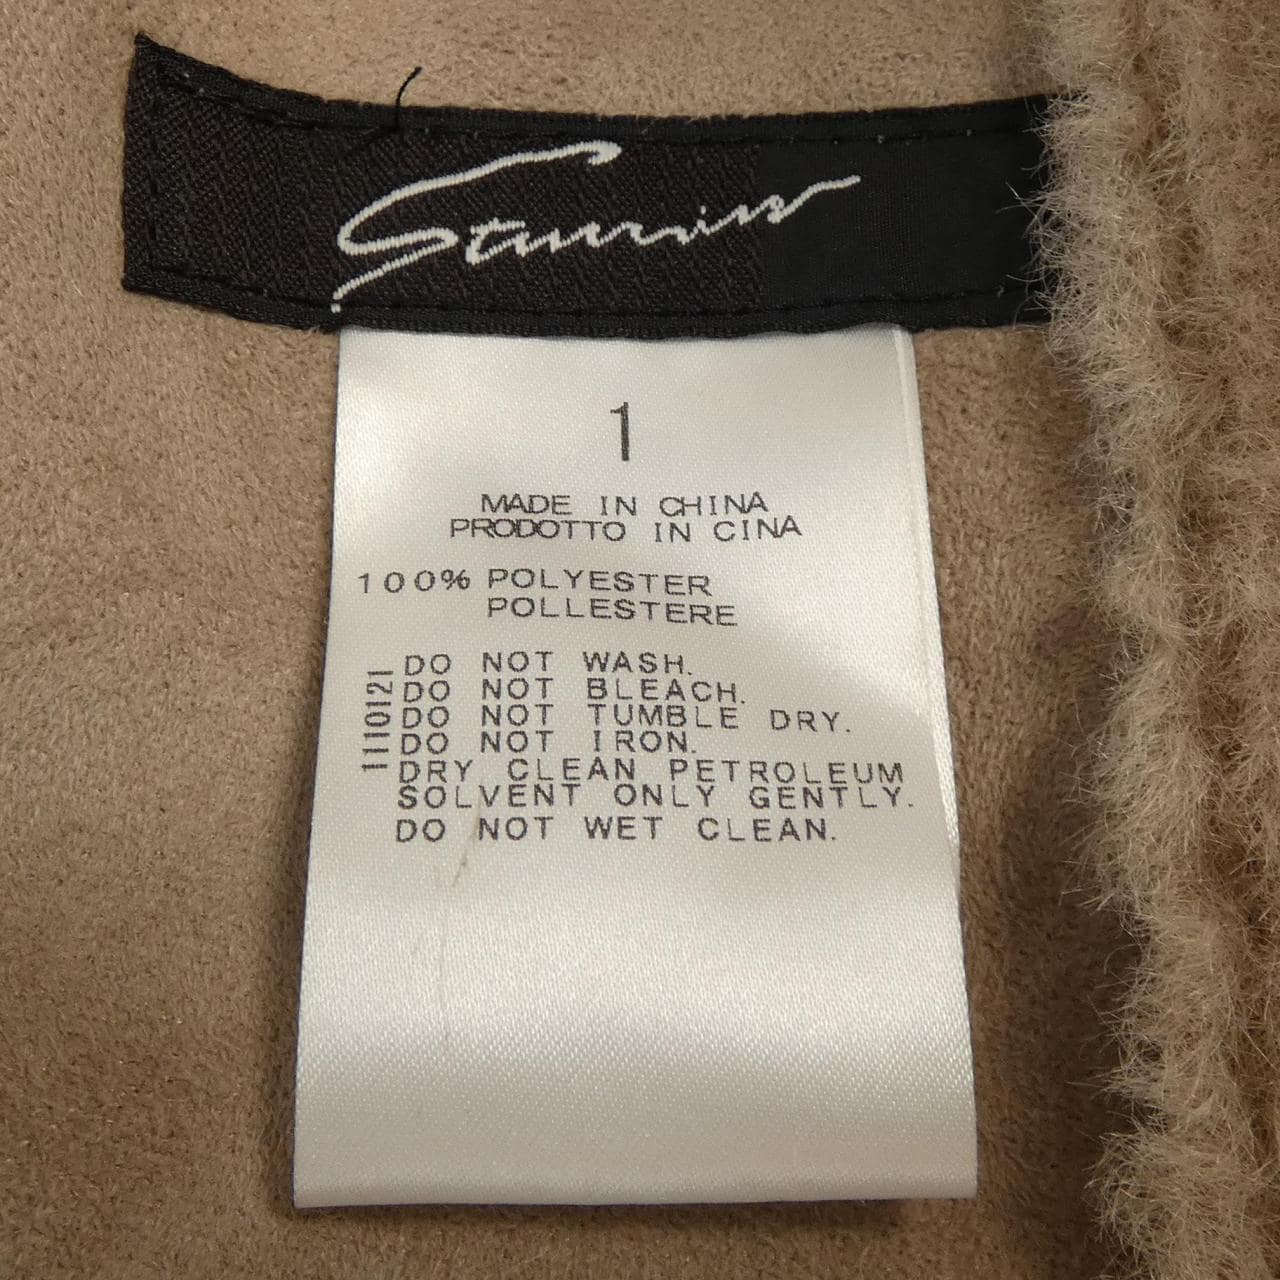 1
MADE IN CHINA
PRODOTTO IN CINA
100% POLYESTER
POLLESTERE
1110121
DO NOT WASH.
DO NOT BLEACH.
DO NOT TUMBLE DRY.
DO NOT IRON.
DRY CLEAN PETROLEUM
SOLVENT ONLY GENTLY.
DO NOT WET CLEAN.